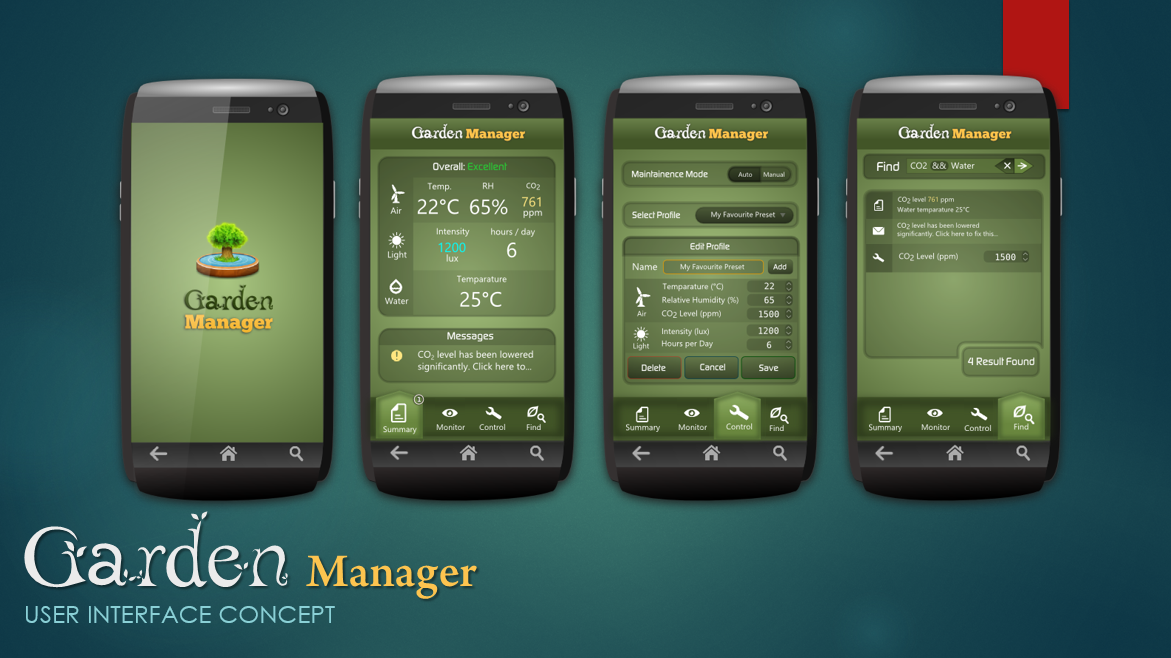 Garden
Manager
Garden Manager
Overall: Excellent
Temp. RH CO2
22°C 65% 761
ppm
Air
Intensity hours / day
1200 6
lux
Light
Temparature
25°C
Water
Messages
! CO2 level has been lowered
significantly. Click here to...
1
Summary Monitor Control Find
Garden Manager
Maintainence Mode Auto Manual
Select Profile My Favourite Preset
Edit Profile
Name My Favourite Preset Add
Temparature (°C) 22
Relative Humidity (%) 65
CO2 Level (ppm) 1500
Air
Intensity (lux) 1200
Hours per Day 6
Light
Delete Cancel Save
Summary Monitor Control Find
Garden Manager
Find CO2 && Water
CO2 level 761 ppm
Water temparature 25°C
CO2 level has been lowered
significantly. Click here to fix this...
CO2 Level (ppm) 1500
4 Result Found
Summary Monitor Control Find
Garden Manager
USER INTERFACE CONCEPT